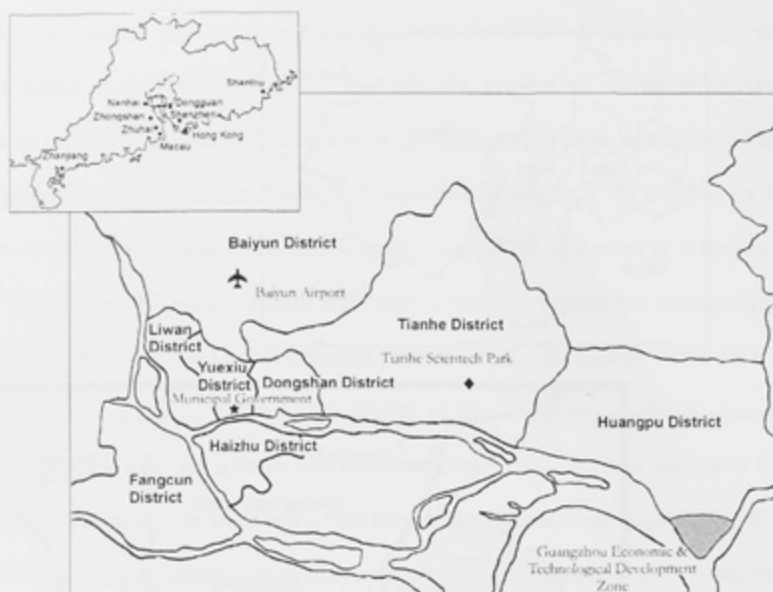 Shantou
Nanhai
Dongguan
Zhongshan
Shenzhen
Zhuhai
Hong Kong
Macau
Zhanjiang
Baiyun District
Baiyun Airport
Liwan
District
Tianhe District
Yuexiu
District
Dongshan District
Tianhe Scientech Park
Municipal Government
Huangpu District
Haizhu District
Fangcun
District
Guangzhou Economic &
Technological Development
Zone